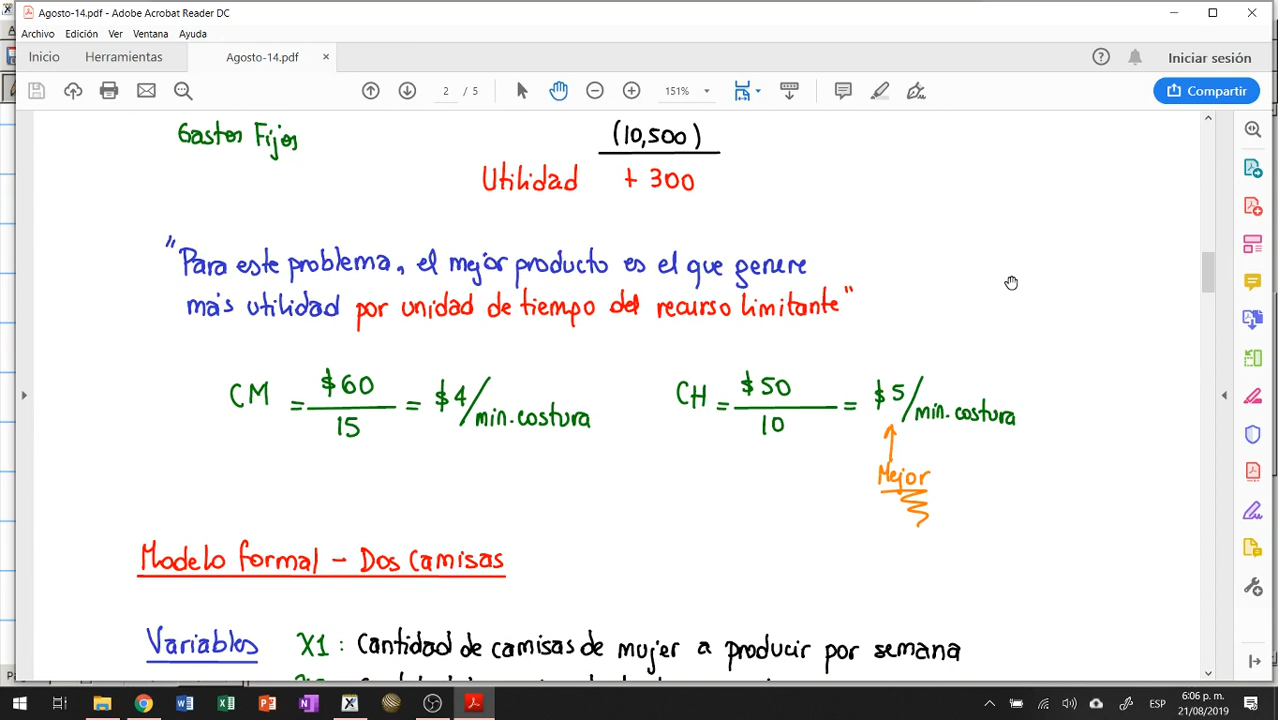 Agosto-14.pdf - Adobe Acrobat Reader DC
Archivo Edición Ver Ventana Ayuda
Inicio Herramientas Agosto-14.pdf × Iniciar sesión
2 / 5 151% Compartir
Gastos Fijos (10,500)
Utilidad + 300
"Para este problema, el mejor producto es el que genere
más utilidad por unidad de tiempo del recurso limitante"
CM = $60 / 15 = $4/min. costura CH = $50 / 10 = $5/min. costura
Mejor
Modelo formal - Dos Camisas
Variables X1 : Cantidad de camisas de mujer a producir por semana
ESP 6:06 p. m.
21/08/2019